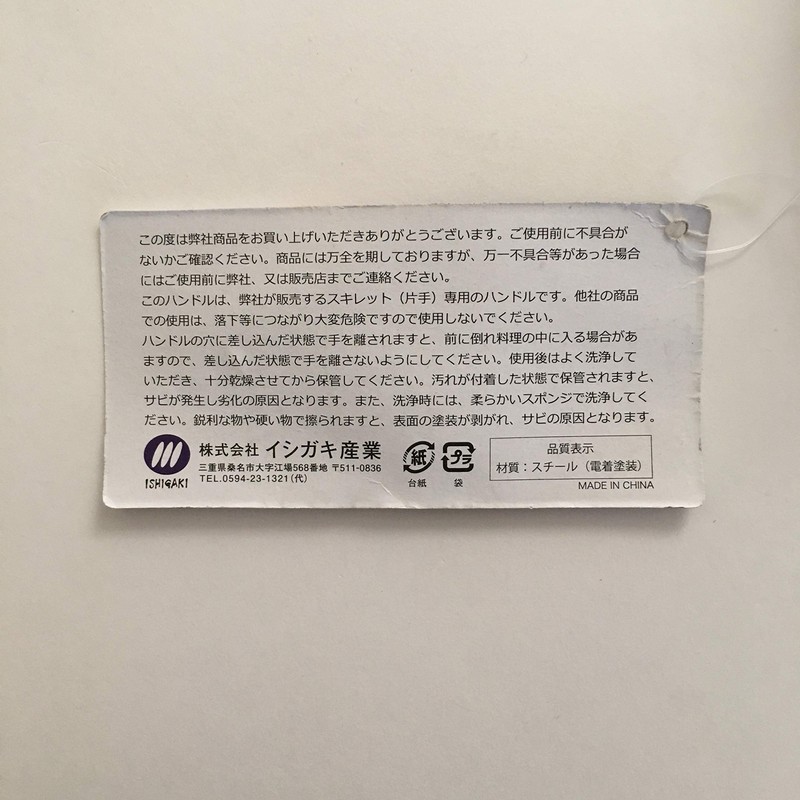 この度は弊社商品をお買い上げいただきありがとうございます。ご使用前に不具合が
ないかご確認ください。商品には万全を期しておりますが、万一不具合等があった場合
にはご使用前に弊社、又は販売店までご連絡ください。
このハンドルは、弊社が販売するスキレット（片手）専用のハンドルです。他社の商品
での使用は、落下等につながり大変危険ですので使用しないでください。
ハンドルの穴に差し込んだ状態で手を離されますと、前に倒れ料理の中に入る場合があ
ますので、差し込んだ状態で手を離さないようにしてください。使用後はよく洗浄して
いただき、十分乾燥させてから保管してください。汚れが付着した状態で保管されますと、
サビが発生し劣化の原因となります。また、洗浄時には、柔らかいスポンジで洗浄してく
ださい。鋭利な物や硬い物で擦られますと、表面の塗装が剥がれ、サビの原因となります。
ISHIGAKI
株式会社 イシガキ産業
三重県桑名市大字江場568番地 〒511-0836
TEL.0594-23-1321(代)
紙
台紙
プラ
袋
品質表示
材質：スチール（電着塗装）
MADE IN CHINA